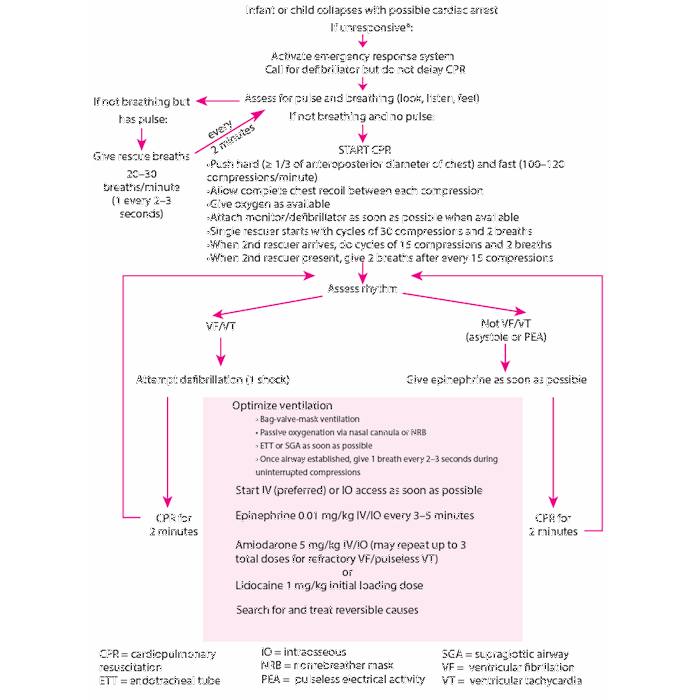 Infant or child collapses with possible cardiac arrest
If unresponsive*:
Activate emergency response system
Call for defibrillator but do not delay CPR
Assess for pulse and breathing (look, listen, feel)
If not breathing but
has pulse:
every
2 minutes
If not breathing and no pulse:
Give rescue breaths
20–30
breaths/minute
(1 every 2–3
seconds)
START CPR
•Push hard (≥ 1/3 of anteroposterior diameter of chest) and fast (100–120
compressions/minute)
•Allow complete chest recoil between each compression
•Give oxygen as available
•Attach monitor/defibrillator as soon as possible when available
•Single rescuer starts with cycles of 30 compressions and 2 breaths
•When 2nd rescuer arrives, do cycles of 15 compressions and 2 breaths
•When 2nd rescuer present, give 2 breaths after every 15 compressions
Assess rhythm
VF/VT
Not VF/VT
(asystole or PEA)
Attempt defibrillation (1 shock)
Give epinephrine as soon as possible
Optimize ventilation
• Bag-valve-mask ventilation
• Passive oxygenation via nasal cannula or NRB
• ETT or SGA as soon as possible
• Once airway established, give 1 breath every 2–3 seconds during
uninterrupted compressions
Start IV (preferred) or IO access as soon as possible
Epinephrine 0.01 mg/kg IV/IO every 3–5 minutes
Amiodarone 5 mg/kg IV/IO (may repeat up to 3
total doses for refractory VF/pulseless VT)
or
Lidocaine 1 mg/kg initial loading dose
Search for and treat reversible causes
CPR for
2 minutes
CPR for
2 minutes
CPR = cardiopulmonary
resuscitation
ETT = endotracheal tube
IO = intraosseous
NRB = nonrebreather mask
PEA = pulseless electrical activity
SGA = supraglottic airway
VF = ventricular fibrillation
VT = ventricular tachycardia